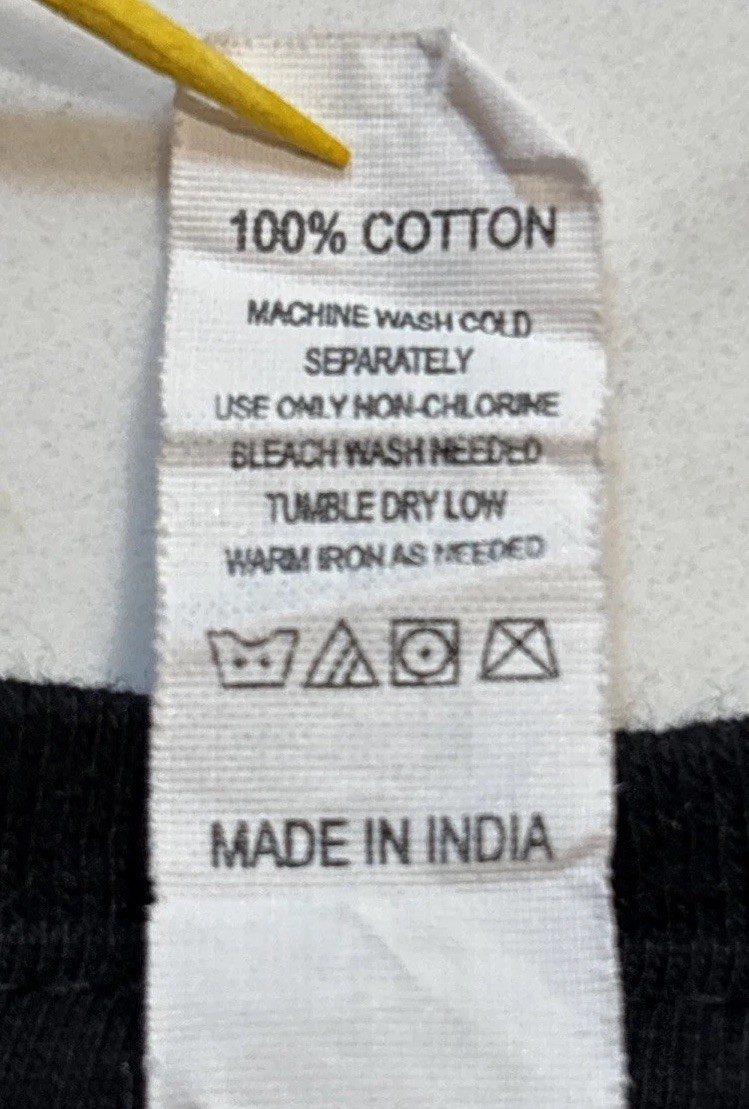 100% COTTON
MACHINE WASH COLD
SEPARATELY
USE ONLY NON-CHLORINE
BLEACH WASH NEEDED
TUMBLE DRY LOW
WARM IRON AS NEEDED
MADE IN INDIA